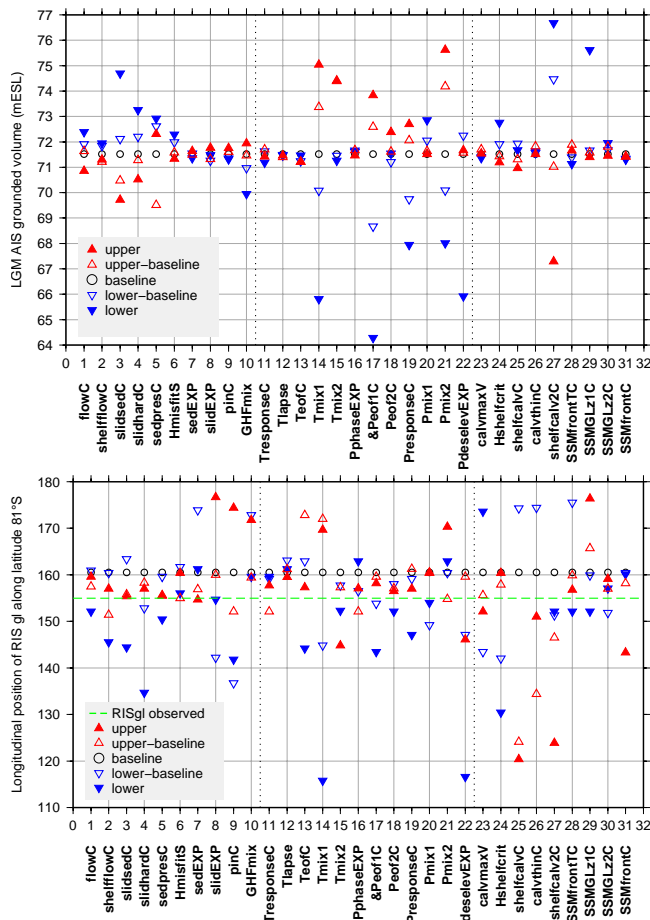 77
76
75
74
73
72
71
70
69
68
67
66
65
64
LGM AIS grounded volume (mESL)
upper
upper−baseline
baseline
lower−baseline
lower
0 1 2 3 4 5 6 7 8 9 10 11 12 13 14 15 16 17 18 19 20 21 22 23 24 25 26 27 28 29 30 31 32
flowC
shelfflowC
slidsedC
slidhardC
sedpresC
HmisfitS
sedEXP
slidEXP
pinC
GHFmix
TresponseC
Tlapse
TeofC
Tmix1
Tmix2
PphaseEXP
&Peof1C
Peof2C
PresponseC
Pmix1
Pmix2
PdeselevEXP
calvmaxV
Hshelfcrit
shelfcalvC
calvthinC
shelfcalv2C
SSMfrontTC
SSMGLz1C
SSMGLz2C
SSMfrontC
180
170
160
150
140
130
120
110
Longitudinal position of RIS gl along latitude 81°S
RISgl observed
upper
upper−baseline
baseline
lower−baseline
lower
0 1 2 3 4 5 6 7 8 9 10 11 12 13 14 15 16 17 18 19 20 21 22 23 24 25 26 27 28 29 30 31 32
flowC
shelfflowC
slidsedC
slidhardC
sedpresC
HmisfitS
sedEXP
slidEXP
pinC
GHFmix
TresponseC
Tlapse
TeofC
Tmix1
Tmix2
PphaseEXP
&Peof1C
Peof2C
PresponseC
Pmix1
Pmix2
PdeselevEXP
calvmaxV
Hshelfcrit
shelfcalvC
calvthinC
shelfcalv2C
SSMfrontTC
SSMGLz1C
SSMGLz2C
SSMfrontC